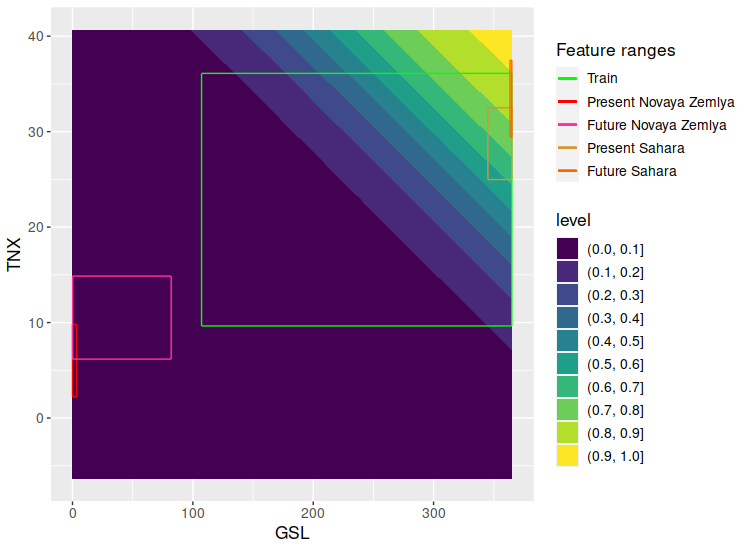 40
30
20
10
0
TNX
0
100
200
300
GSL
Feature ranges
Train
Present Novaya Zemlya
Future Novaya Zemlya
Present Sahara
Future Sahara
level
(0.0, 0.1]
(0.1, 0.2]
(0.2, 0.3]
(0.3, 0.4]
(0.4, 0.5]
(0.5, 0.6]
(0.6, 0.7]
(0.7, 0.8]
(0.8, 0.9]
(0.9, 1.0]